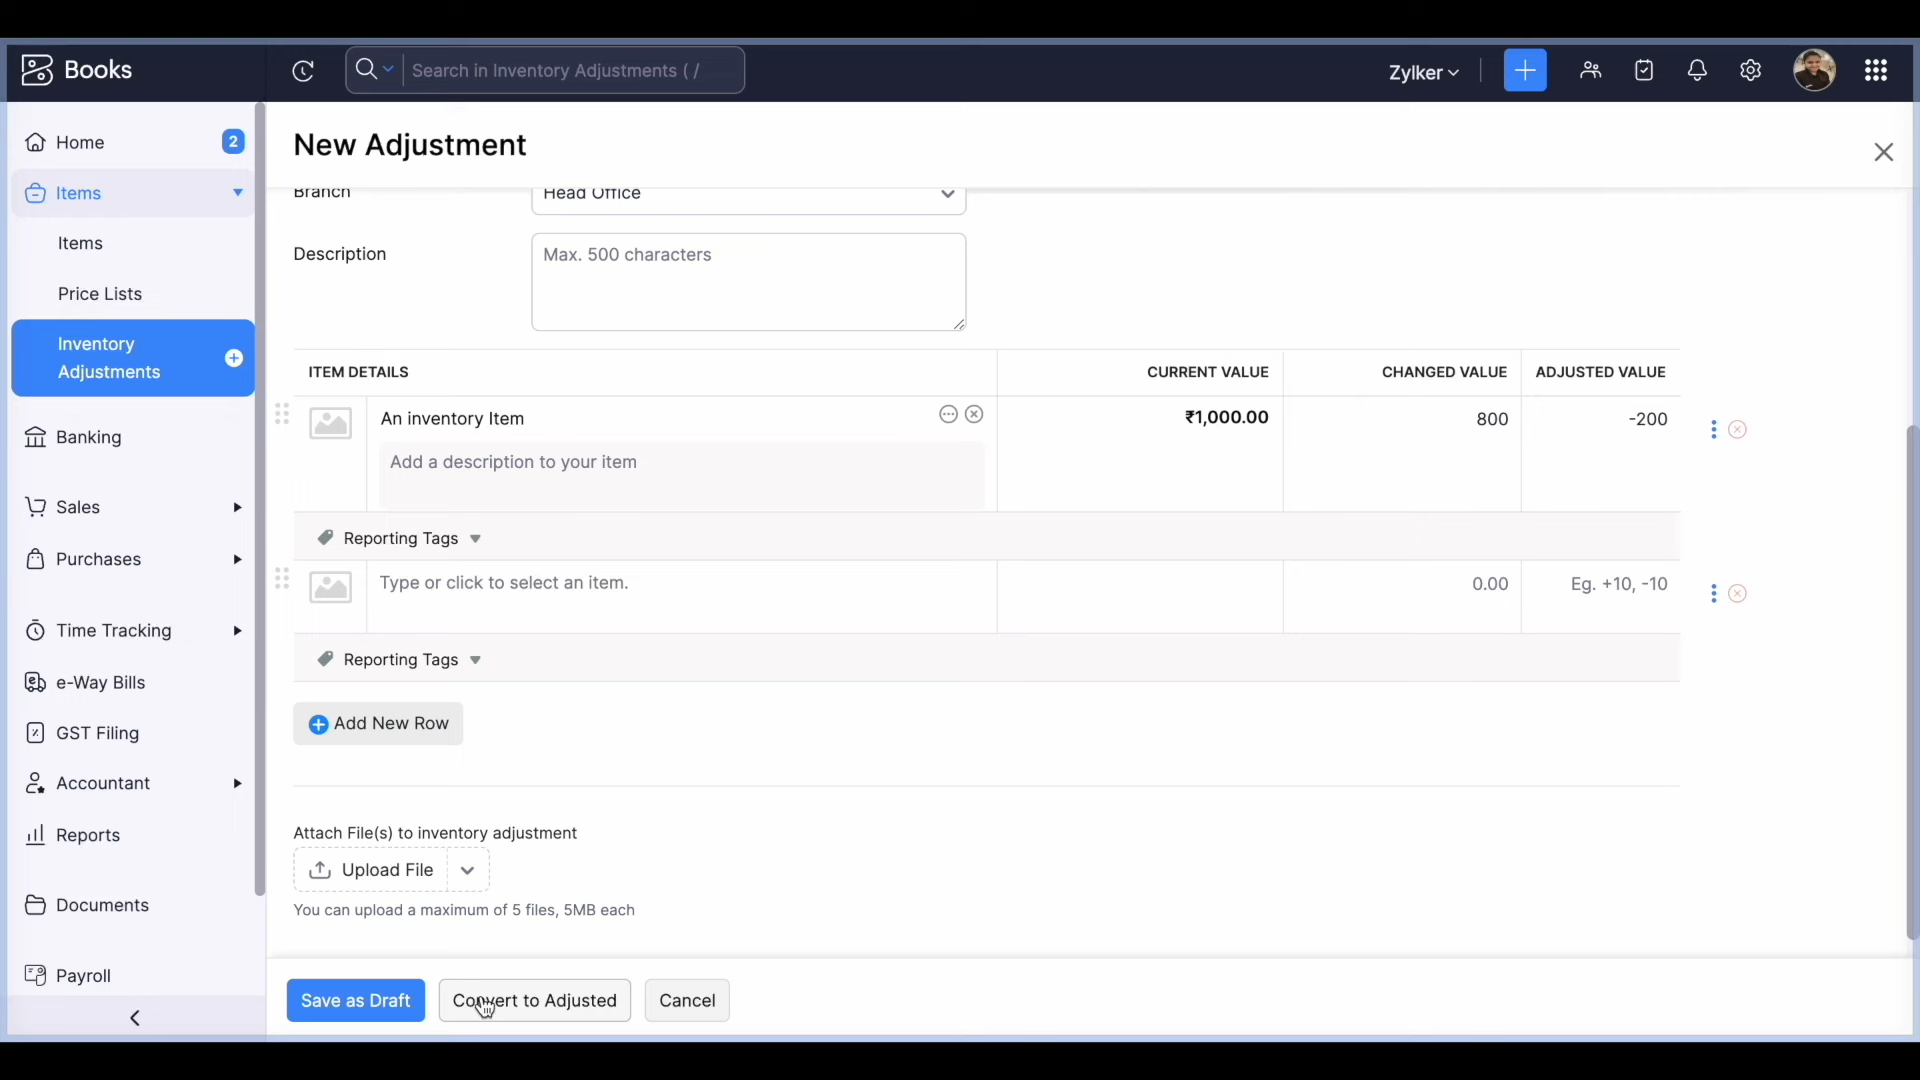 Books
Search in Inventory Adjustments ( /
Zylker
Home
2
Items
Items
Price Lists
Inventory
Adjustments
Banking
Sales
Purchases
Time Tracking
e-Way Bills
GST Filing
Accountant
Reports
Documents
Payroll
New Adjustment
Branch
Head Office
Description
Max. 500 characters
ITEM DETAILS CURRENT VALUE CHANGED VALUE ADJUSTED VALUE
An inventory Item ₹1,000.00 800 -200
Add a description to your item
Reporting Tags
Type or click to select an item. 0.00 Eg. +10, -10
Reporting Tags
Add New Row
Attach File(s) to inventory adjustment
Upload File
You can upload a maximum of 5 files, 5MB each
Save as Draft Convert to Adjusted Cancel